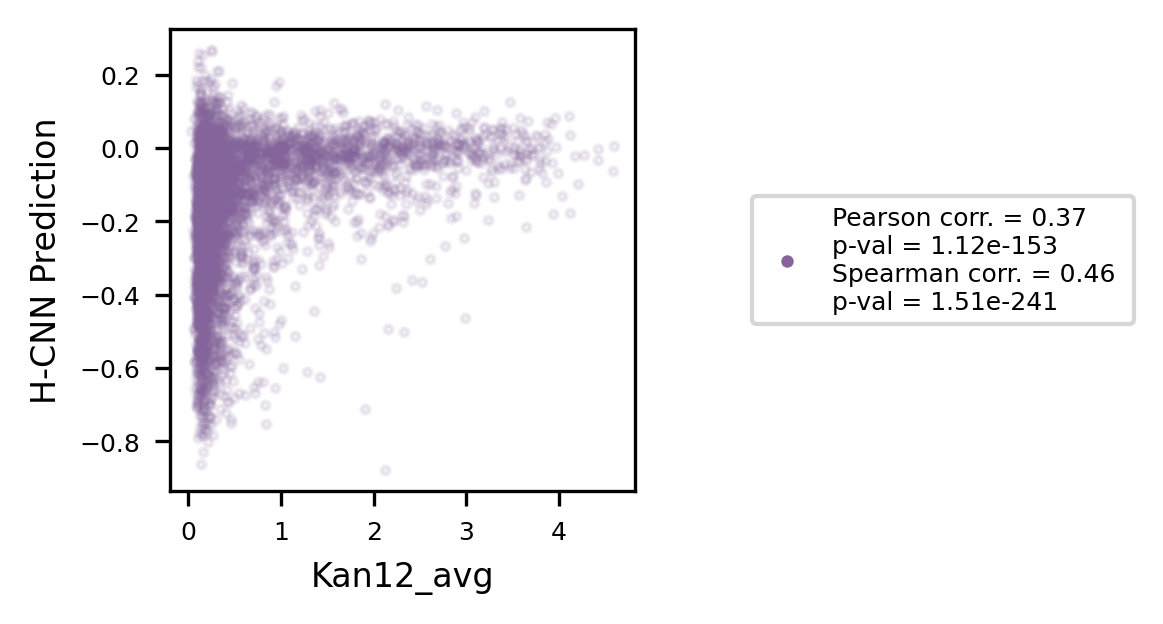 H-CNN Prediction
0.2
0.0
−0.2
−0.4
−0.6
−0.8
0 1 2 3 4
Kan12_avg
Pearson corr. = 0.37
p-val = 1.12e-153
Spearman corr. = 0.46
p-val = 1.51e-241